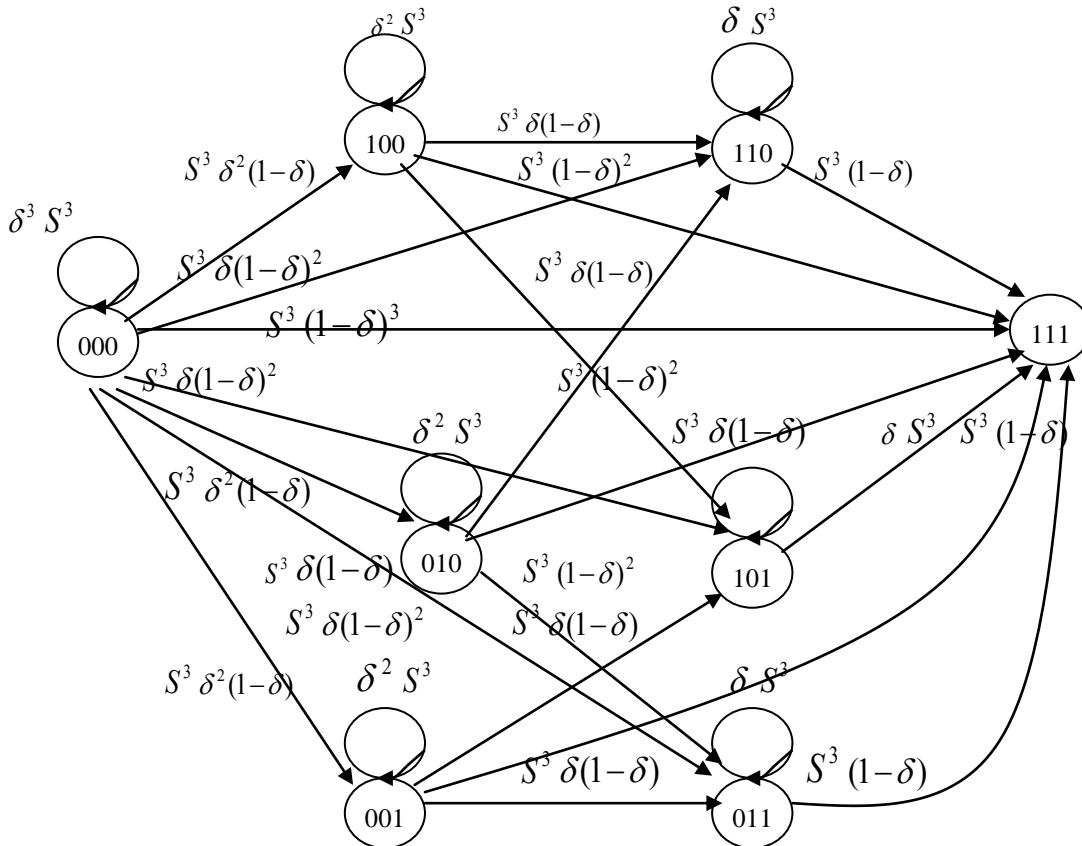 δ² S³
δ S³
100
S³ δ(1−δ)
110
S³ δ²(1−δ)
S³ (1−δ)²
S³ (1−δ)
δ³ S³
S³ δ(1−δ)²
S³ δ(1−δ)
000
S³ (1−δ)³
111
S³ δ(1−δ)²
S³ (1−δ)²
δ² S³
S³ δ(1−δ)
δ S³
S³ (1−δ)
S³ δ²(1−δ)
010
101
S³ δ(1−δ)
S³ (1−δ)²
S³ δ(1−δ)²
S³ δ(1−δ)
S³ δ²(1−δ)
δ² S³
δ S³
001
S³ δ(1−δ)
011
S³ (1−δ)